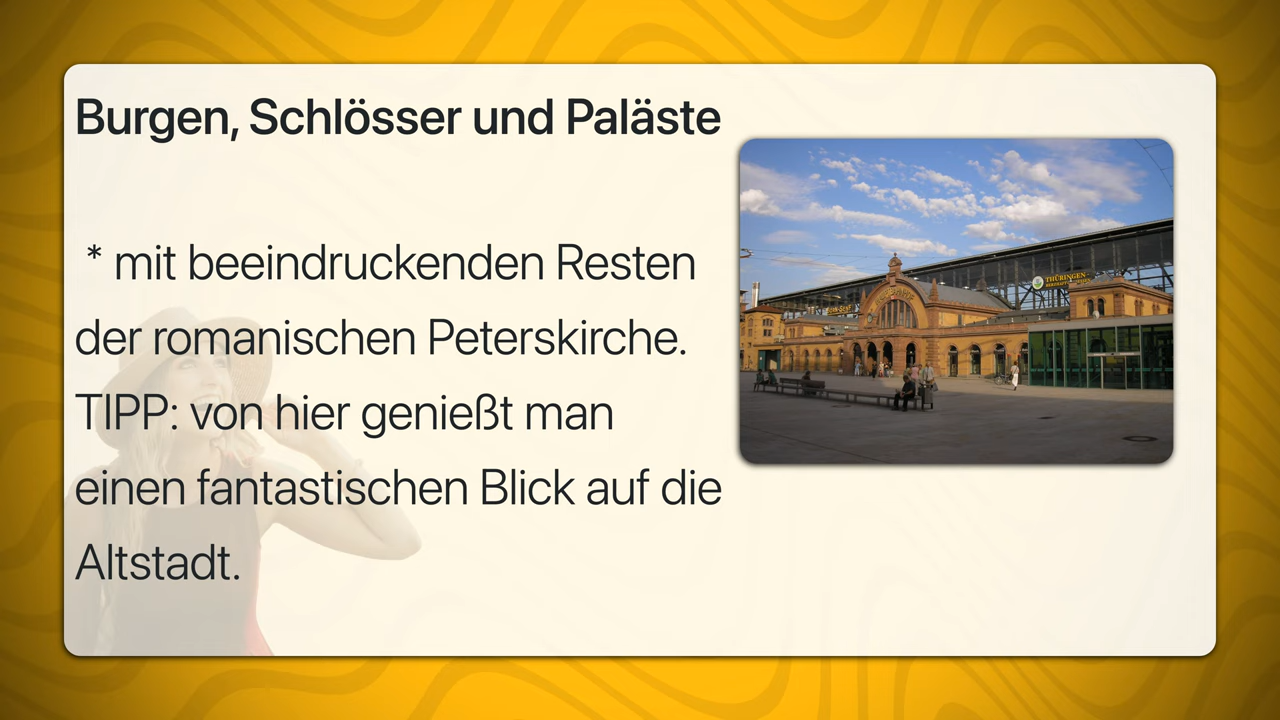 Burgen, Schlösser und Paläste
* mit beeindruckenden Resten
der romanischen Peterskirche.
TIPP: von hier genießt man
einen fantastischen Blick auf die
Altstadt.
THÜRINGEN